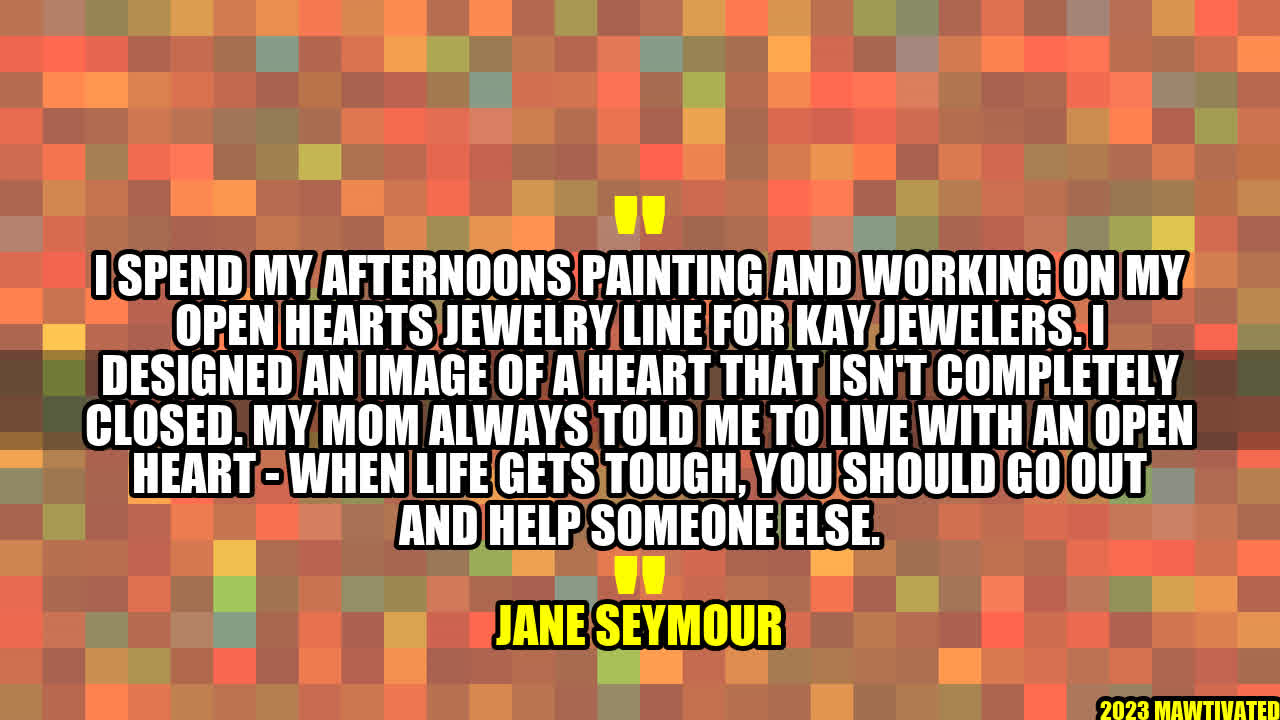 "
I SPEND MY AFTERNOONS PAINTING AND WORKING ON MY
OPEN HEARTS JEWELRY LINE FOR KAY JEWELERS. I
DESIGNED AN IMAGE OF A HEART THAT ISN'T COMPLETELY
CLOSED. MY MOM ALWAYS TOLD ME TO LIVE WITH AN OPEN
HEART - WHEN LIFE GETS TOUGH, YOU SHOULD GO OUT
AND HELP SOMEONE ELSE.
"
JANE SEYMOUR
2023 MAWTIVATED